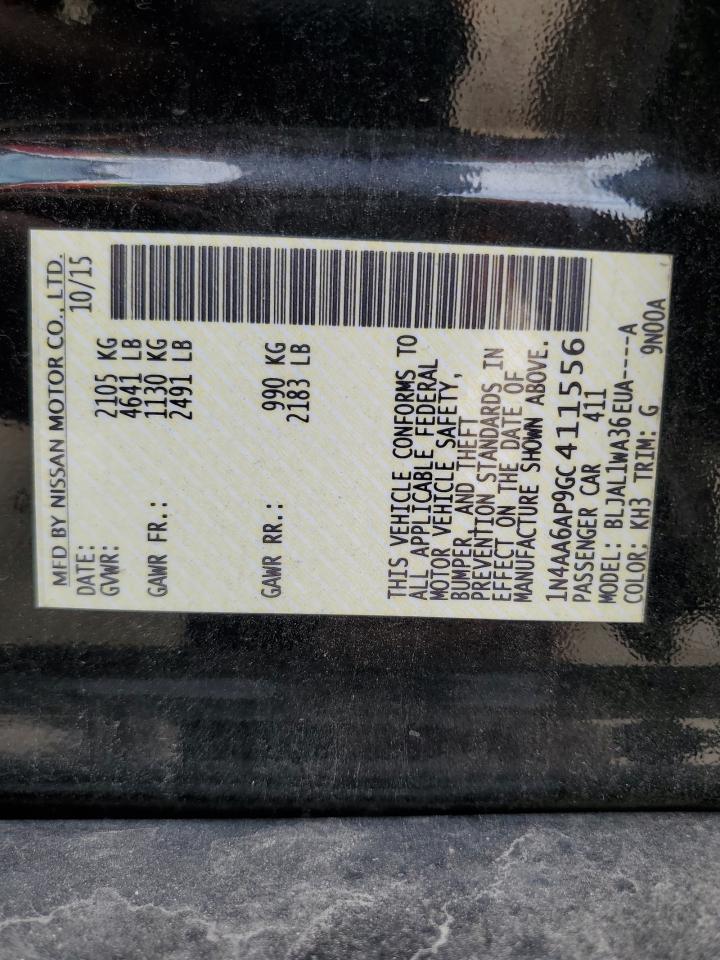 MFD BY NISSAN MOTOR CO., LTD.
DATE: 10/15
GVWR: 2105 KG
4641 LB
GAWR FR.: 1130 KG
2491 LB
GAWR RR.: 990 KG
2183 LB
THIS VEHICLE CONFORMS TO
ALL APPLICABLE FEDERAL
MOTOR VEHICLE SAFETY,
BUMPER, AND THEFT
PREVENTION STANDARDS IN
EFFECT ON THE DATE OF
MANUFACTURE SHOWN ABOVE.
1N4AA6AP9GC411556
PASSENGER CAR 411
MODEL: BLJAL1WA36EUA----A
COLOR: KH3 TRIM: G 9N00A